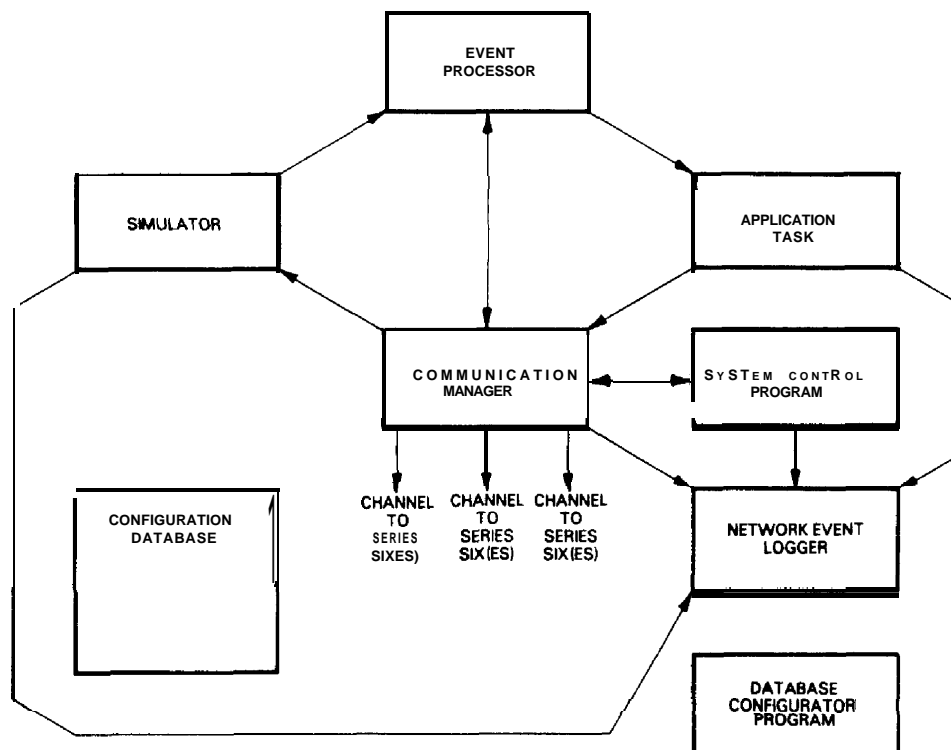 EVENT
PROCESSOR
SIMULATOR
APPLICATION
TASK
COMMUNICATION
MANAGER
SySTEm contRol
PROGRAM
CHANNEL
TO
SERIES
SIXES)
CHANNEL
TO
SERIES
SIX(ES)
CHANNEL
TO
SERIES
SIX(ES)
CONFIGURATION
DATABASE
NETWORK EVENT
LOGGER
DATABASE
CONFIGURATOR
PROGRAM